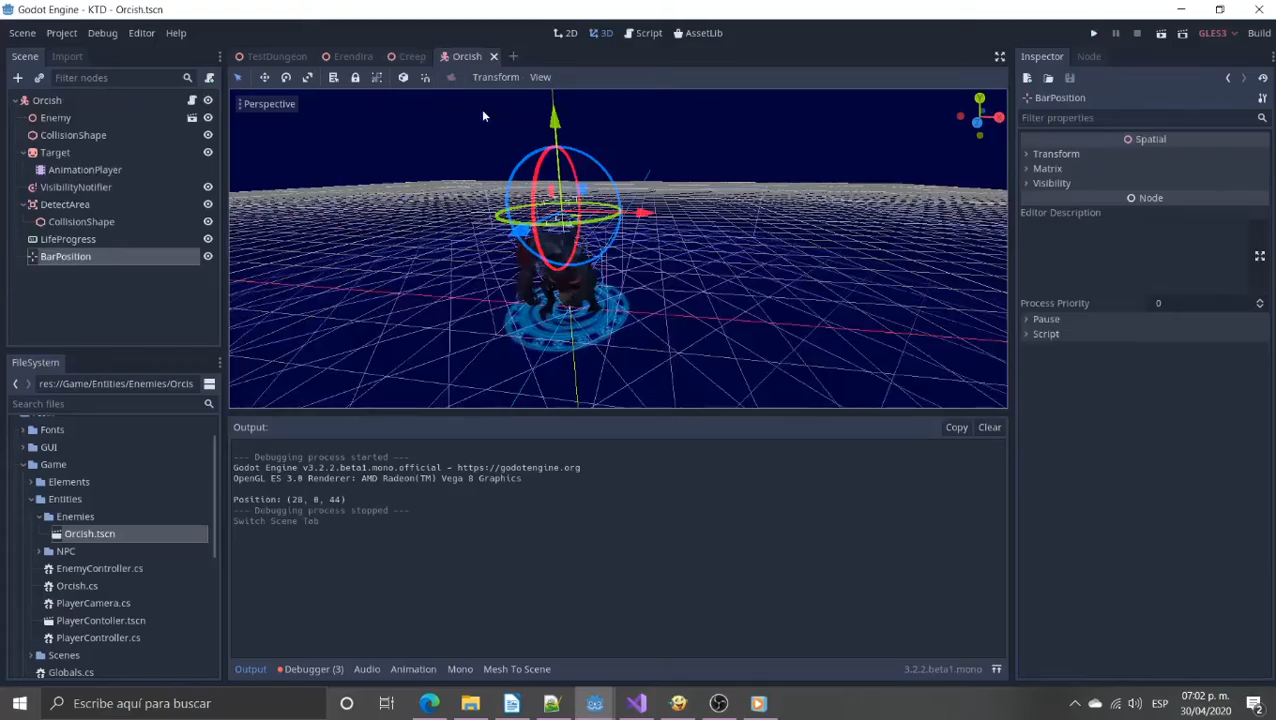 Godot Engine - KTD - Orcish.tscn
Scene Project Debug Editor Help
2D 3D Script AssetLib
GLES3 Build
Scene Import
TestDungeon Erendira Creep Orcish
Inspector Node
Filter nodes
Transform View
Orcish
Enemy
CollisionShape
Target
AnimationPlayer
VisibilityNotifier
DetectArea
CollisionShape
LifeProgress
BarPosition
Perspective
Y
X
Z
BarPosition
Filter properties
Spatial
Transform
Matrix
Visibility
Node
Editor Description
Process Priority 0
Pause
Script
FileSystem
res://Game/Entities/Enemies/Orcis
Search files
Fonts
GUI
Game
Elements
Entities
Enemies
Orcish.tscn
NPC
EnemyController.cs
Orcish.cs
PlayerCamera.cs
PlayerContoller.tscn
PlayerController.cs
Scenes
Globals.cs
Output:
Copy Clear
--- Debugging process started ---
Godot Engine v3.2.2.beta1.mono.official - https://godotengine.org
OpenGL ES 3.0 Renderer: AMD Radeon(TM) Vega 8 Graphics
Position: (28, 0, 44)
--- Debugging process stopped ---
Switch Scene Tab
Output Debugger (3) Audio Animation Mono Mesh To Scene
3.2.2.beta1.mono
Escribe aquí para buscar
ESP
07:02 p. m.
30/04/2020
2